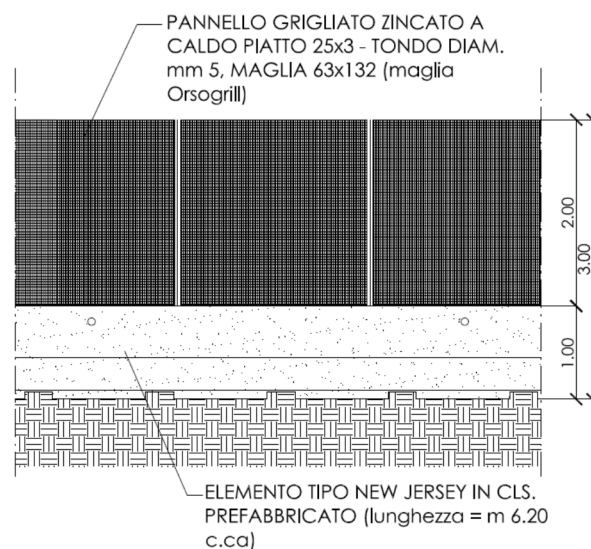 PANNELLO GRIGLIATO ZINCATO A
CALDO PIATTO 25x3 - TONDO DIAM.
mm 5, MAGLIA 63x132 (maglia
Orsogrill)
2.00
3.00
1.00
ELEMENTO TIPO NEW JERSEY IN CLS.
PREFABBRICATO (lunghezza = m 6.20
c.ca)